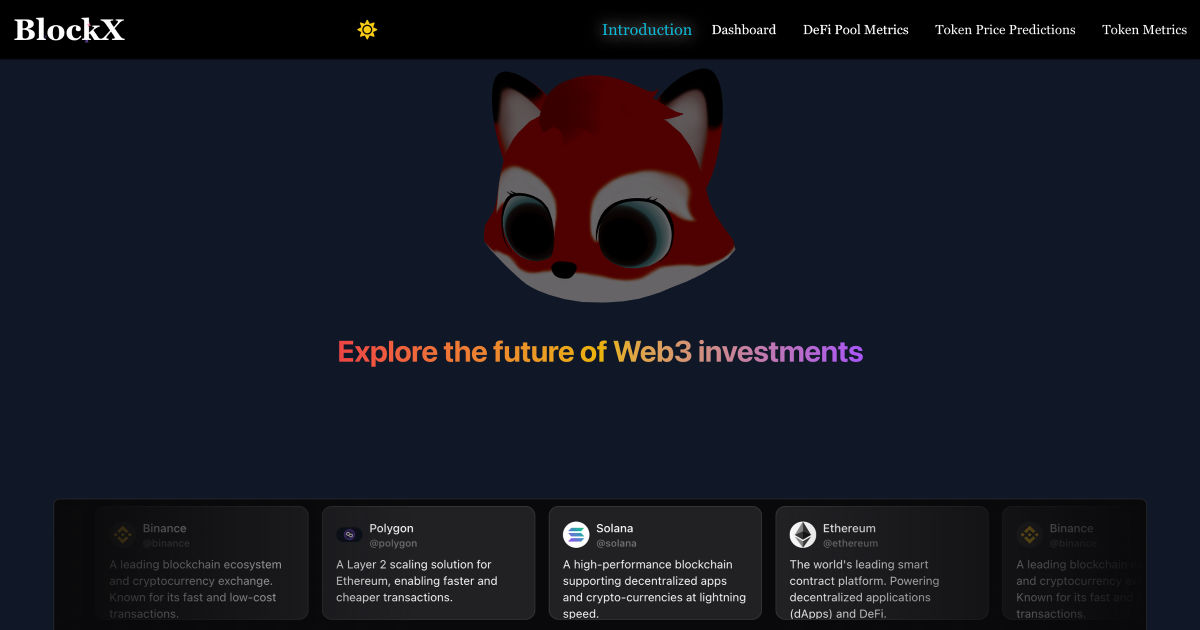 BlockX
Introduction Dashboard DeFi Pool Metrics Token Price Predictions Token Metrics
Explore the future of Web3 investments
Binance
@binance
A leading blockchain ecosystem
and cryptocurrency exchange.
Known for its fast and low-cost
transactions.
Polygon
@polygon
A Layer 2 scaling solution for
Ethereum, enabling faster and
cheaper transactions.
Solana
@solana
A high-performance blockchain
supporting decentralized apps
and crypto-currencies at lightning
speed.
Ethereum
@ethereum
The world's leading smart
contract platform. Powering
decentralized applications
(dApps) and DeFi.
Binance
@binance
A leading blockchain
and cryptocurrency
Known for its fast and
transactions.